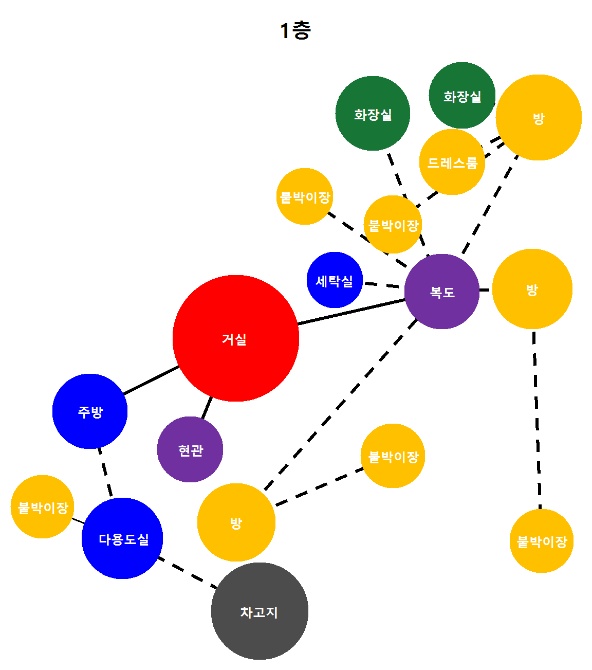 1층
화장실
화장실
방
드레스룸
붙박이장
붙박이장
세탁실
복도
방
거실
주방
현관
붙박이장
붙박이장
다용도실
방
붙박이장
차고지